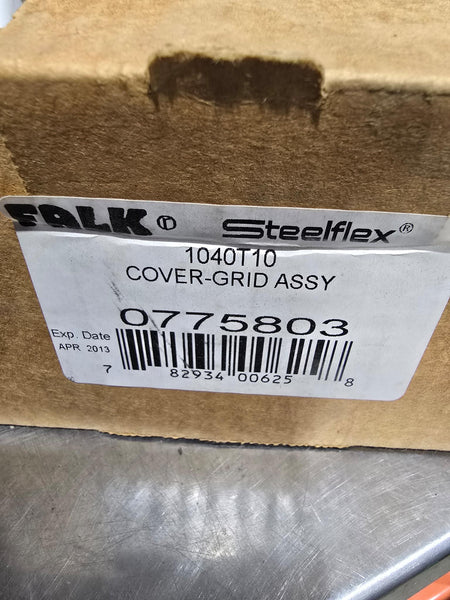 FALK ® Steelflex®
1040T10
COVER-GRID ASSY
0775803
Exp. Date
APR 2013
7 82934 00625 8